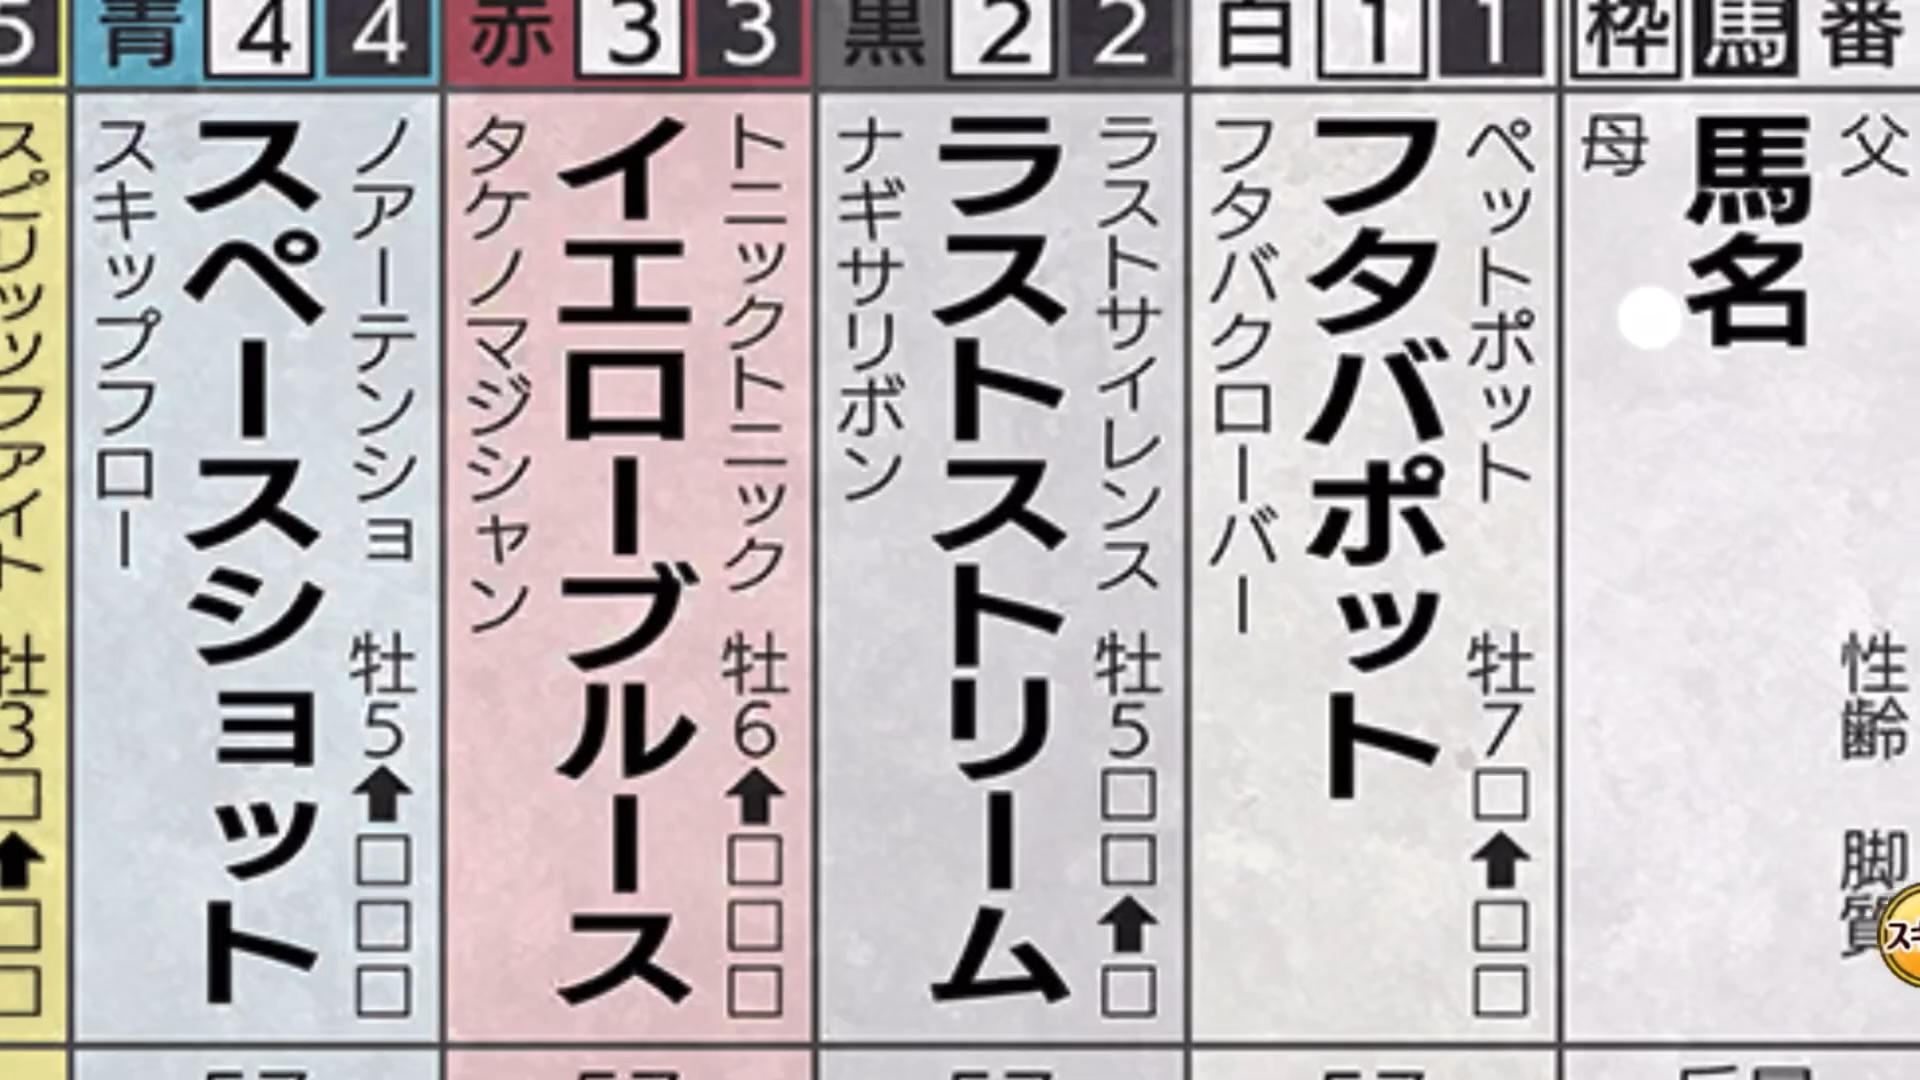 枠 馬 番
父
馬名
母
性齢 脚質
白 1 1
ペットポット 牡7□⬆□□
フタバポット
フタバクローバー
黒 2 2
ラストサイレンス 牡5□□⬆□
ラストストリーム
ナギサリボン
赤 3 3
トニックトニック 牡6⬆□□□
イエローブルース
タケノマジシャン
青 4 4
ノアーテンショ 牡5⬆□□□
スペースショット
スキップフロー
5
スピリッツファイト 牡3□⬆□□